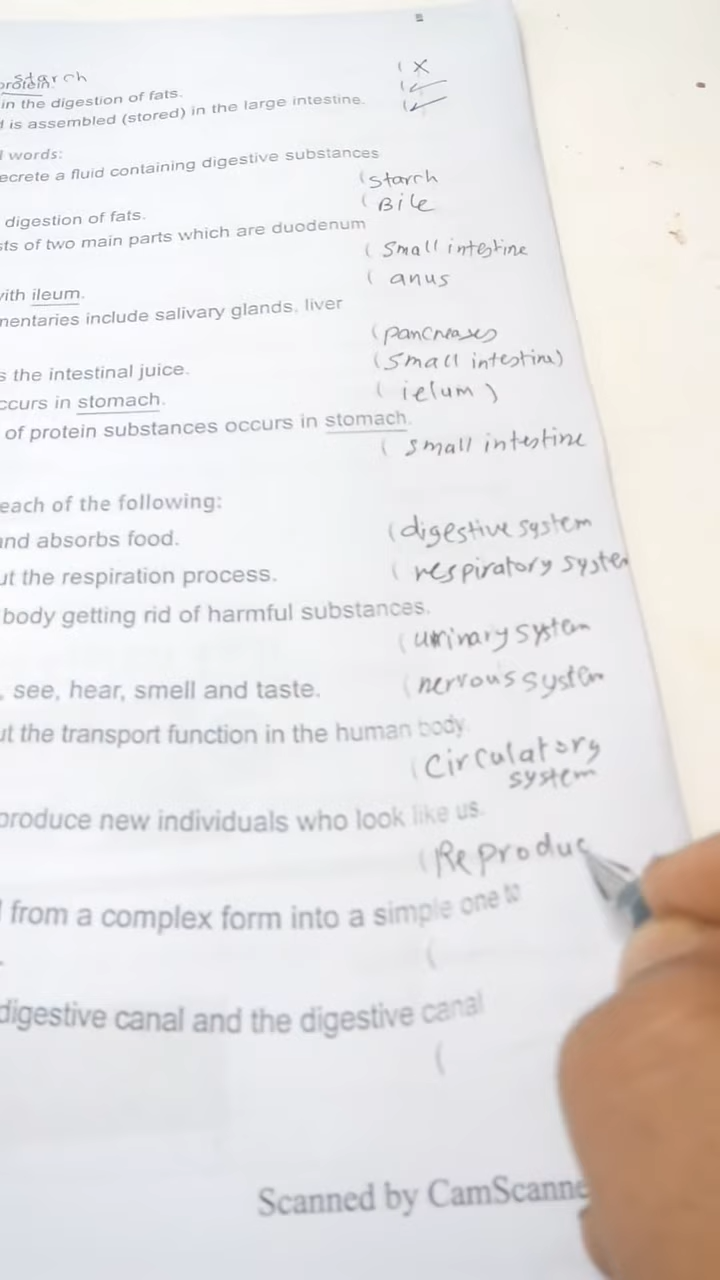 starch
protein.
( X
in the digestion of fats. ( ✓
is assembled (stored) in the large intestine. ( ✓
words:
ecrete a fluid containing digestive substances
( starch
digestion of fats. ( Bile
sts of two main parts which are duodenum
( small intestine
with ileum. ( anus
mentaries include salivary glands, liver
( pancreases
s the intestinal juice. (small intestine)
ccurs in stomach. ( ielum )
of protein substances occurs in stomach.
( small intestine
each of the following:
and absorbs food. (digestive system
ut the respiration process. ( respiratory system
body getting rid of harmful substances.
( urinary system
, see, hear, smell and taste. ( nervous system
ut the transport function in the human body.
( Circulatory
system
produce new individuals who look like us.
( Reproduc
from a complex form into a simple one to
(
digestive canal and the digestive canal
(
Scanned by CamScanne